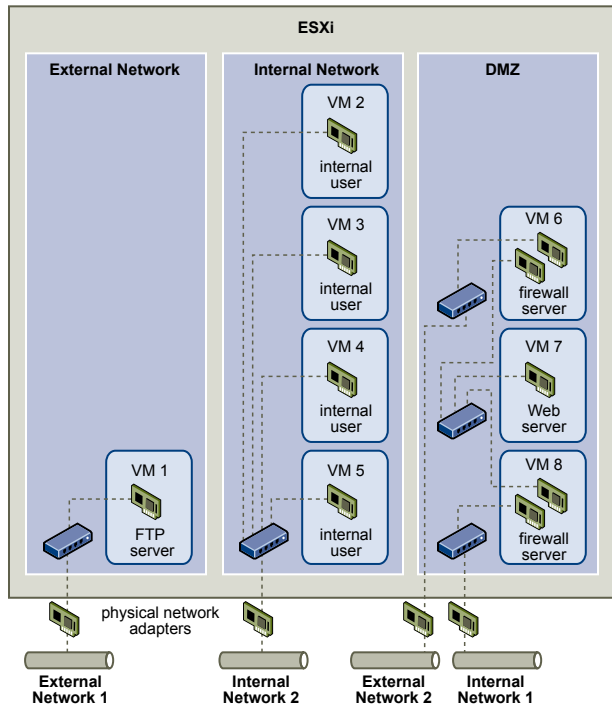 ESXi
External Network
VM 1
FTP
server
Internal Network
VM 2
internal
user
VM 3
internal
user
VM 4
internal
user
VM 5
internal
user
DMZ
VM 6
firewall
server
VM 7
Web
server
VM 8
firewall
server
physical network
adapters
External
Network 1
Internal
Network 2
External
Network 2
Internal
Network 1